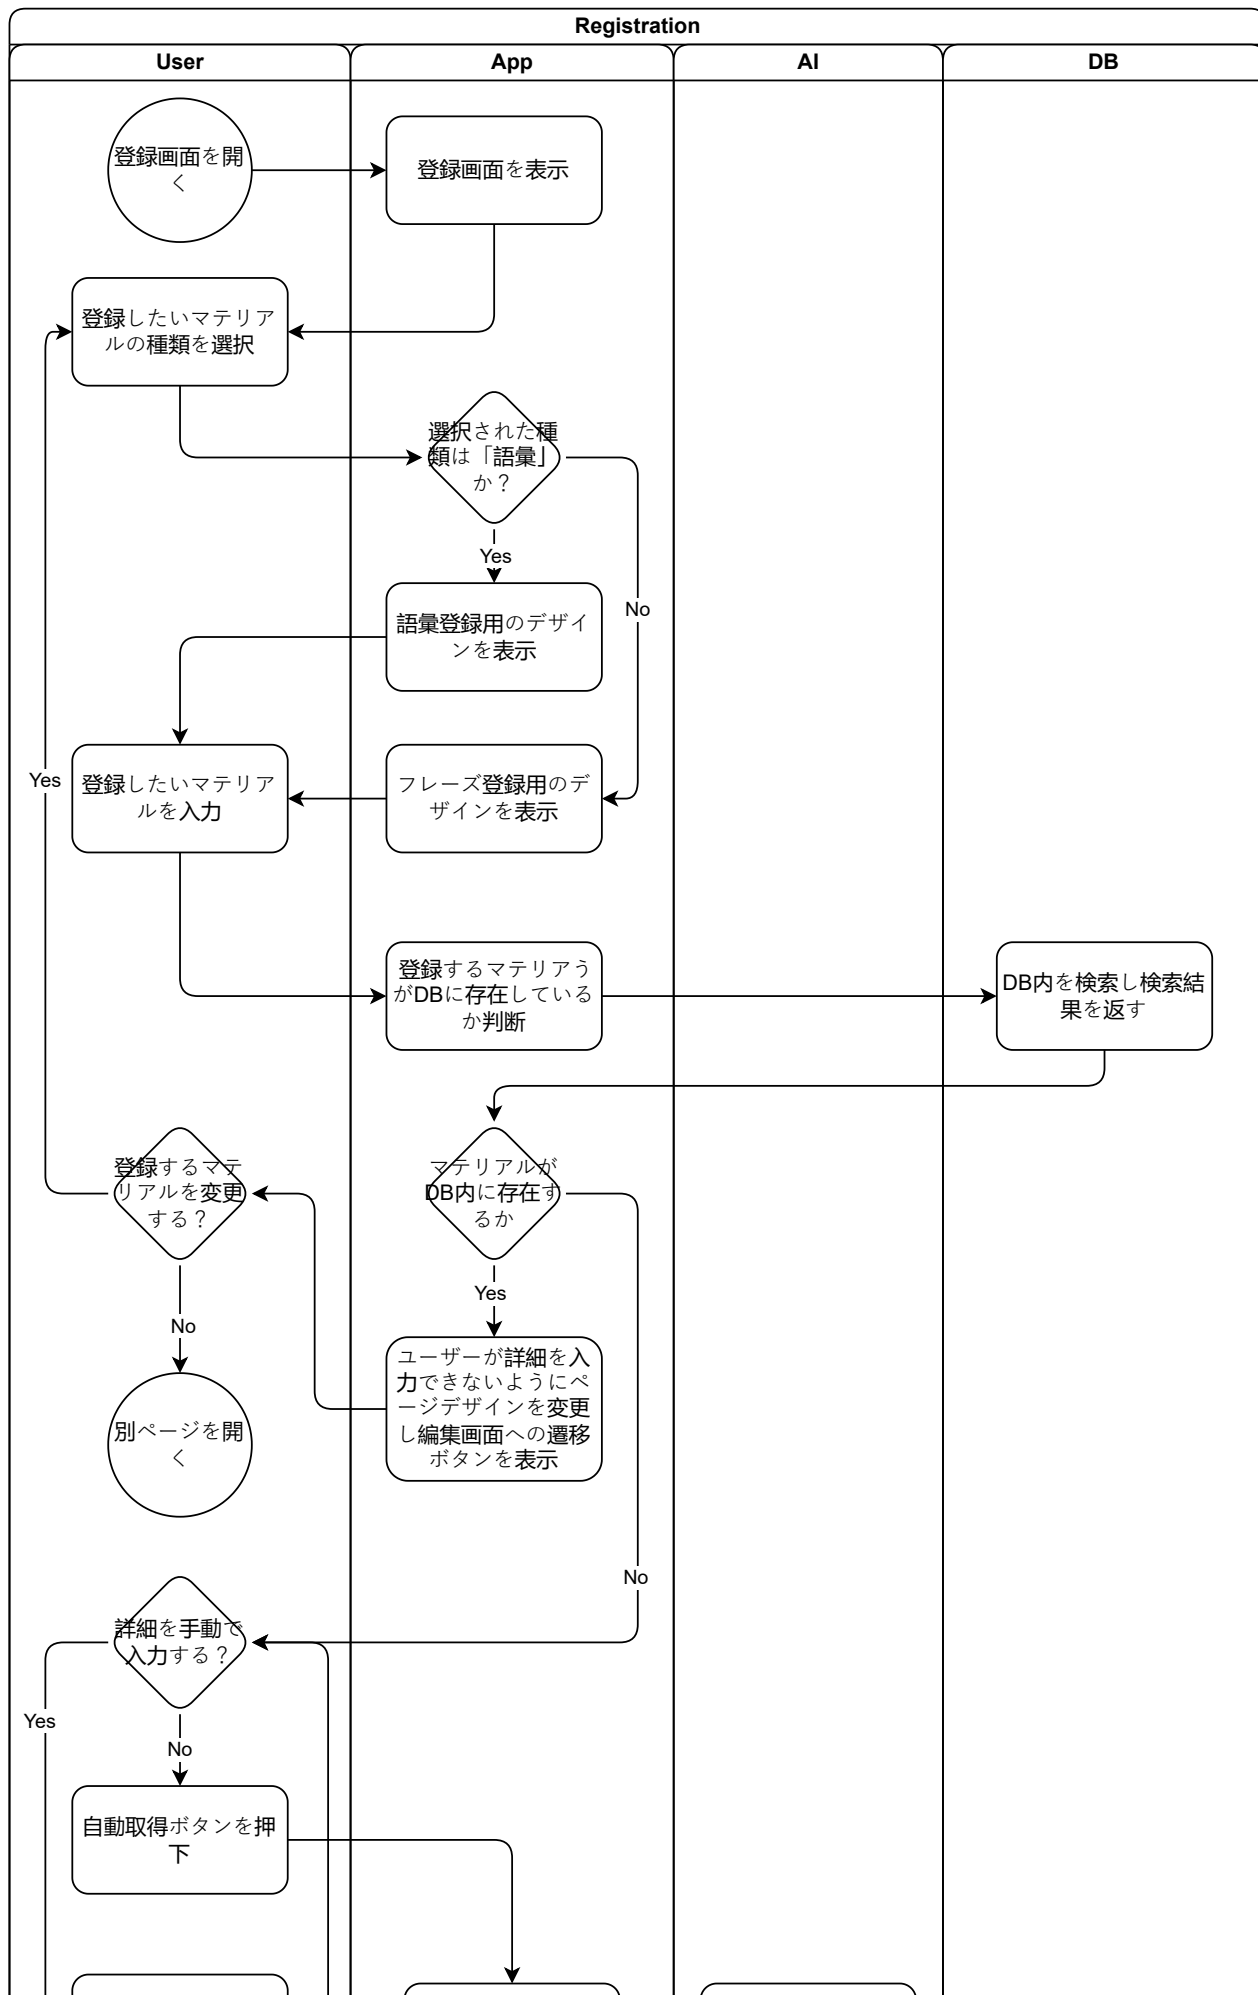 Registration
User
App
AI
DB
登録画面を開
く
登録画面を表示
登録したいマテリア
ルの種類を選択
選択された種
類は「語彙」
か？
Yes
No
語彙登録用のデザイ
ンを表示
Yes
登録したいマテリア
ルを入力
フレーズ登録用のデ
ザインを表示
登録するマテリアう
がDBに存在している
か判断
DB内を検索し検索結
果を返す
登録するマテ
リアルを変更
する？
マテリアルが
DB内に存在す
るか
Yes
No
ユーザーが詳細を入
力できないようにペ
ージデザインを変更
し編集画面への遷移
ボタンを表示
別ページを開
く
No
詳細を手動で
入力する？
Yes
No
自動取得ボタンを押
下